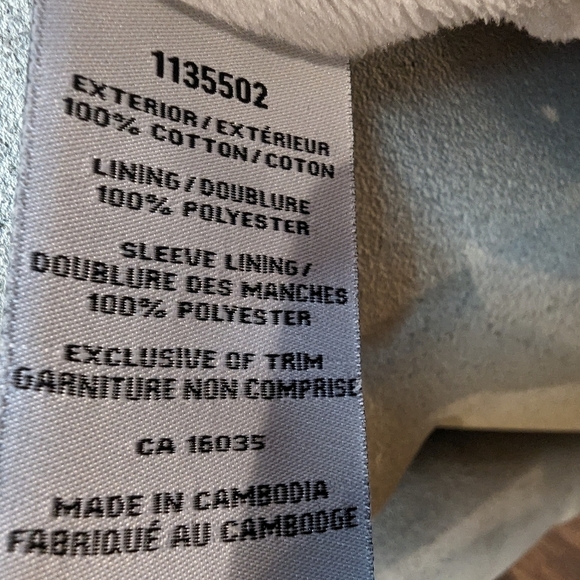 1135502
EXTERIOR/EXTÉRIEUR
100% COTTON/COTON
LINING/DOUBLURE
100% POLYESTER
SLEEVE LINING/
DOUBLURE DES MANCHES
100% POLYESTER
EXCLUSIVE OF TRIM
GARNITURE NON COMPRISE
CA 16035
MADE IN CAMBODIA
FABRIQUÉ AU CAMBODGE